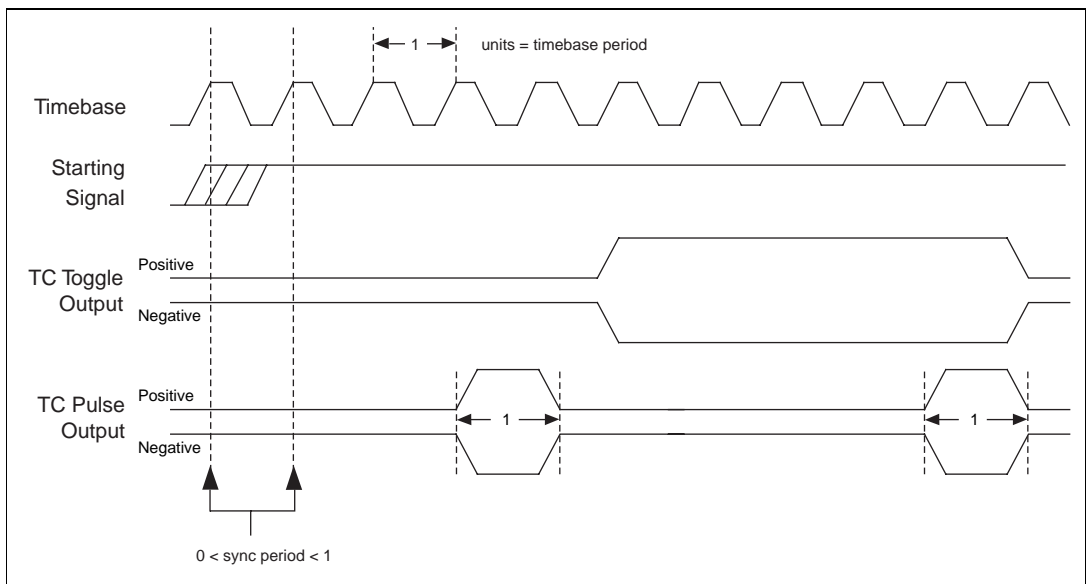 1
units = timebase period
Timebase
Starting
Signal
TC Toggle
Output
Positive
Negative
TC Pulse
Output
Positive
Negative
1
1
0 < sync period < 1